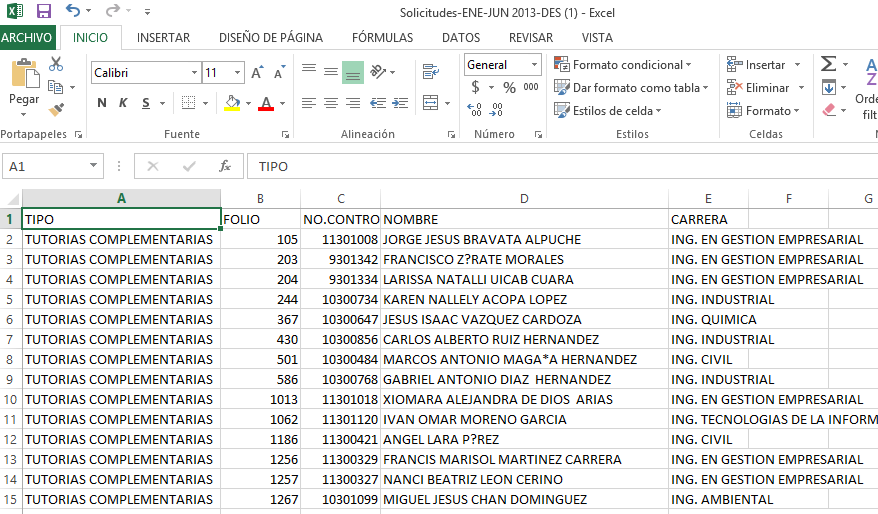 Solicitudes-ENE-JUN 2013-DES (1) - Excel
ARCHIVO INICIO INSERTAR DISEÑO DE PÁGINA FÓRMULAS DATOS REVISAR VISTA
Pegar
Calibri 11
N K S
General
$ % 000
Formato condicional
Dar formato como tabla
Estilos de celda
Insertar
Eliminar
Formato
Orde
filt
Portapapeles Fuente Alineación Número Estilos Celdas
A1 fx TIPO
A B C D E F G
1 TIPO FOLIO NO.CONTRO NOMBRE CARRERA
2 TUTORIAS COMPLEMENTARIAS 105 11301008 JORGE JESUS BRAVATA ALPUCHE ING. EN GESTION EMPRESARIAL
3 TUTORIAS COMPLEMENTARIAS 203 9301342 FRANCISCO Z?RATE MORALES ING. EN GESTION EMPRESARIAL
4 TUTORIAS COMPLEMENTARIAS 204 9301334 LARISSA NATALLI UICAB CUARA ING. EN GESTION EMPRESARIAL
5 TUTORIAS COMPLEMENTARIAS 244 10300734 KAREN NALLELY ACOPA LOPEZ ING. INDUSTRIAL
6 TUTORIAS COMPLEMENTARIAS 367 10300647 JESUS ISAAC VAZQUEZ CARDOZA ING. QUIMICA
7 TUTORIAS COMPLEMENTARIAS 430 10300856 CARLOS ALBERTO RUIZ HERNANDEZ ING. INDUSTRIAL
8 TUTORIAS COMPLEMENTARIAS 501 10300484 MARCOS ANTONIO MAGA*A HERNANDEZ ING. CIVIL
9 TUTORIAS COMPLEMENTARIAS 586 10300768 GABRIEL ANTONIO DIAZ  HERNANDEZ ING. INDUSTRIAL
10 TUTORIAS COMPLEMENTARIAS 1013 11301018 XIOMARA ALEJANDRA DE DIOS  ARIAS ING. EN GESTION EMPRESARIAL
11 TUTORIAS COMPLEMENTARIAS 1062 11301120 IVAN OMAR MORENO GARCIA ING. TECNOLOGIAS DE LA INFORM
12 TUTORIAS COMPLEMENTARIAS 1186 11300421 ANGEL LARA P?REZ ING. CIVIL
13 TUTORIAS COMPLEMENTARIAS 1256 11300329 FRANCIS MARISOL MARTINEZ CARRERA ING. EN GESTION EMPRESARIAL
14 TUTORIAS COMPLEMENTARIAS 1257 11300327 NANCI BEATRIZ LEON CERINO ING. EN GESTION EMPRESARIAL
15 TUTORIAS COMPLEMENTARIAS 1267 10301099 MIGUEL JESUS CHAN DOMINGUEZ ING. AMBIENTAL